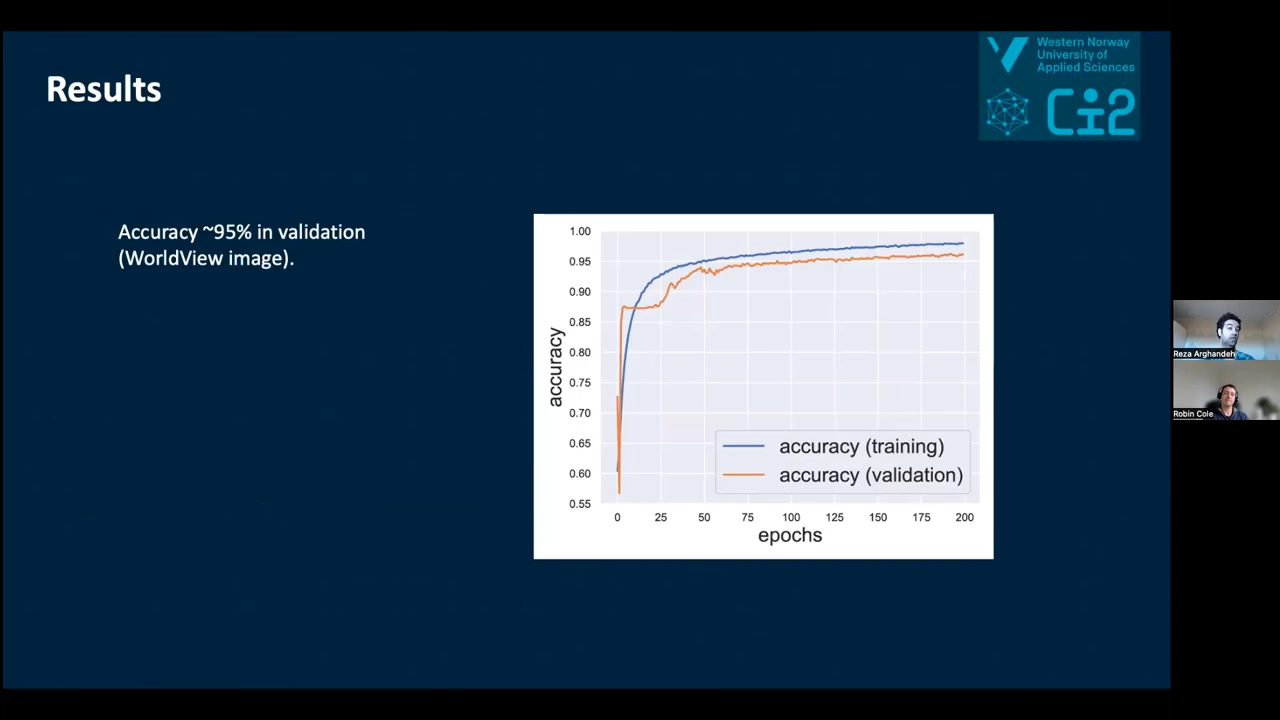 Results
Western Norway
University of
Applied Sciences
Ci2
Accuracy ~95% in validation
(WorldView image).
1.00
0.95
0.90
0.85
0.80
0.75
0.70
0.65
0.60
0.55
accuracy
accuracy (training)
accuracy (validation)
0 25 50 75 100 125 150 175 200
epochs
Reza Arghandeh
Robin Cole